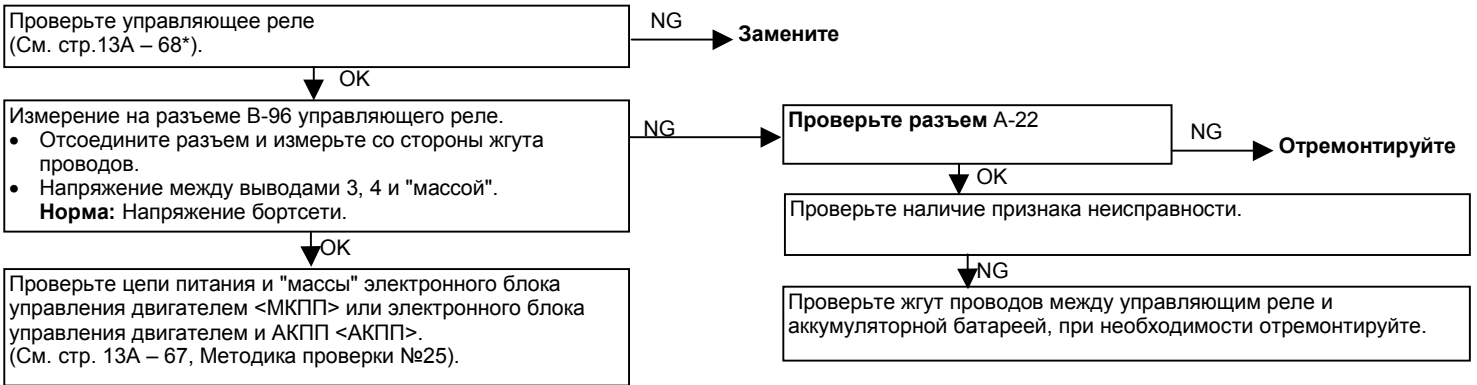 Проверьте управляющее реле
(См. стр.13А – 68*).
NG
Замените
OK
Измерение на разъеме В-96 управляющего реле.
• Отсоедините разъем и измерьте со стороны жгута
проводов.
• Напряжение между выводами 3, 4 и "массой".
Норма: Напряжение бортсети.
NG
Проверьте разъем А-22
NG
Отремонтируйте
OK
Проверьте наличие признака неисправности.
NG
Проверьте жгут проводов между управляющим реле и
аккумуляторной батареей, при необходимости отремонтируйте.
OK
Проверьте цепи питания и "массы" электронного блока
управления двигателем <МКПП> или электронного блока
управления двигателем и АКПП <АКПП>.
(См. стр. 13А – 67, Методика проверки №25).